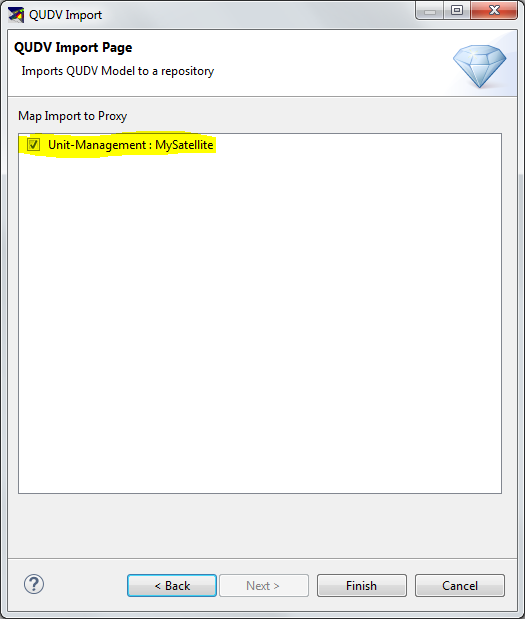 QUDV Import
QUDV Import Page
Imports QUDV Model to a repository
Map Import to Proxy
Unit-Management : MySatellite
?
< Back
Next >
Finish
Cancel